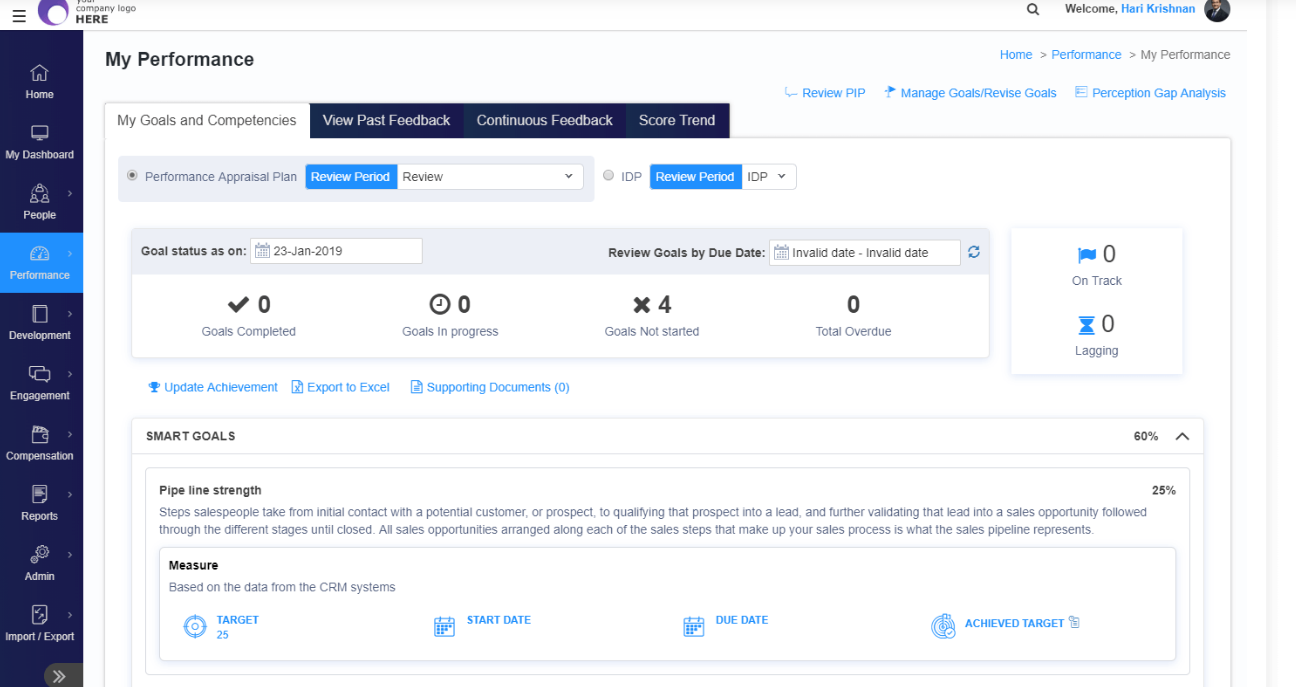 your
company logo
HERE
Welcome, Hari Krishnan
My Performance
Home > Performance > My Performance
Review PIP
Manage Goals/Revise Goals
Perception Gap Analysis
Home
My Dashboard
People
Performance
Development
Engagement
Compensation
Reports
Admin
Import / Export
My Goals and Competencies
View Past Feedback
Continuous Feedback
Score Trend
Performance Appraisal Plan
Review Period
Review
IDP
Review Period
IDP
Goal status as on: 23-Jan-2019
Review Goals by Due Date: Invalid date - Invalid date
0
Goals Completed
0
Goals In progress
4
Goals Not started
0
Total Overdue
0
On Track
0
Lagging
Update Achievement
Export to Excel
Supporting Documents (0)
SMART GOALS
60%
Pipe line strength
25%
Steps salespeople take from initial contact with a potential customer, or prospect, to qualifying that prospect into a lead, and further validating that lead into a sales opportunity followed
through the different stages until closed. All sales opportunities arranged along each of the sales steps that make up your sales process is what the sales pipeline represents.
Measure
Based on the data from the CRM systems
TARGET
25
START DATE
DUE DATE
ACHIEVED TARGET